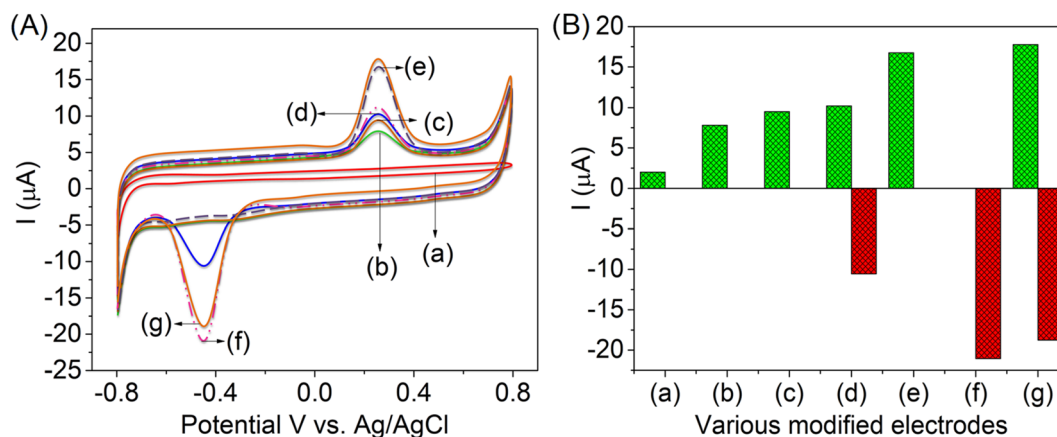 (A)
I (µA)
20
15
10
5
0
-5
-10
-15
-20
-25
-0.8
-0.4
0.0
0.4
0.8
Potential V vs. Ag/AgCl
(e)
(d)
(c)
(b)
(a)
(g)
(f)
(B)
I (µA)
20
15
10
5
0
-5
-10
-15
-20
(a) (b) (c) (d) (e) (f) (g)
Various modified electrodes